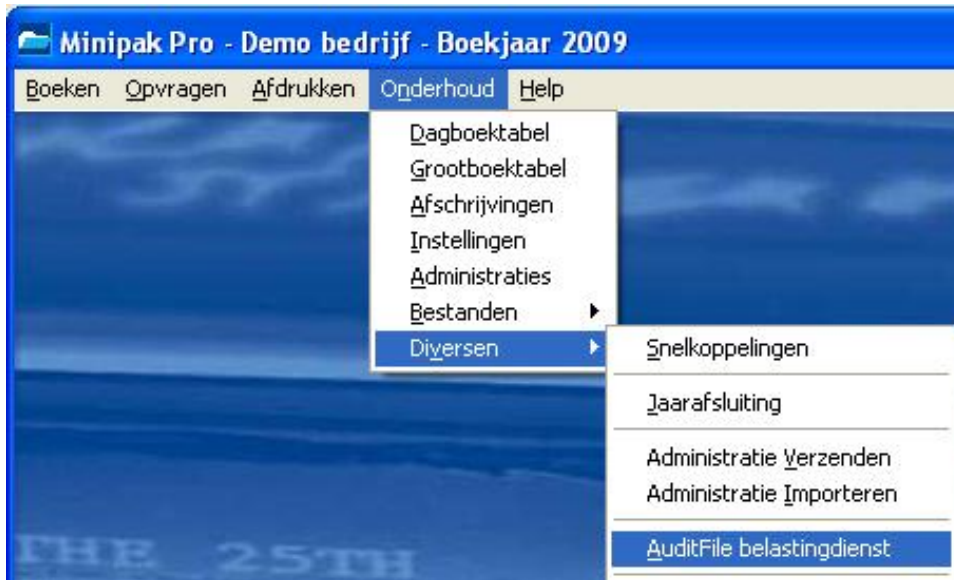 Minipak Pro - Demo bedrijf - Boekjaar 2009
Boeken Opvragen Afdrukken Onderhoud Help
Dagboektabel
Grootboektabel
Afschrijvingen
Instellingen
Administraties
Bestanden
Diversen
Snelkoppelingen
Jaarafsluiting
Administratie Verzenden
Administratie Importeren
AuditFile belastingdienst
THE 25TH